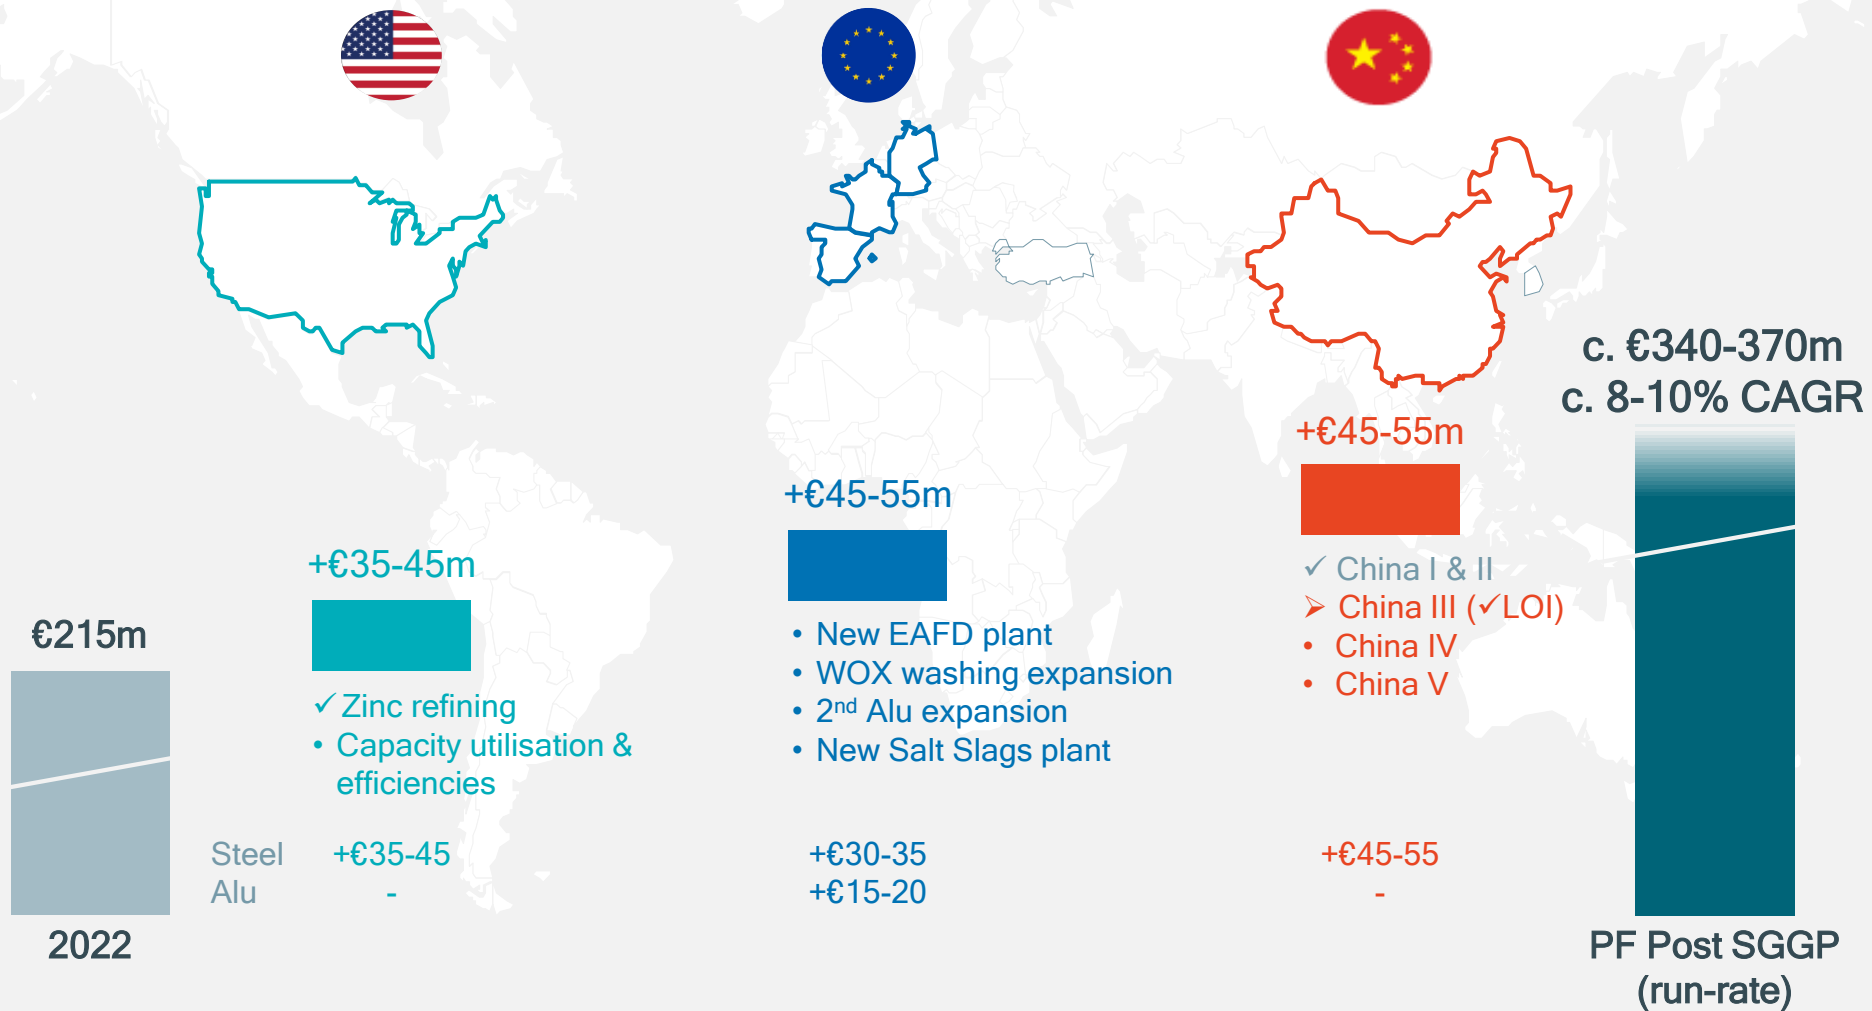 €215m
2022
+€35-45m
✓ Zinc refining
• Capacity utilisation &
efficiencies
+€45-55m
• New EAFD plant
• WOX washing expansion
• 2nd Alu expansion
• New Salt Slags plant
+€45-55m
✓ China I & II
➢ China III (✓LOI)
• China IV
• China V
Steel +€35-45 +€30-35 +€45-55
Alu - +€15-20 -
c. €340-370m
c. 8-10% CAGR
PF Post SGGP
(run-rate)